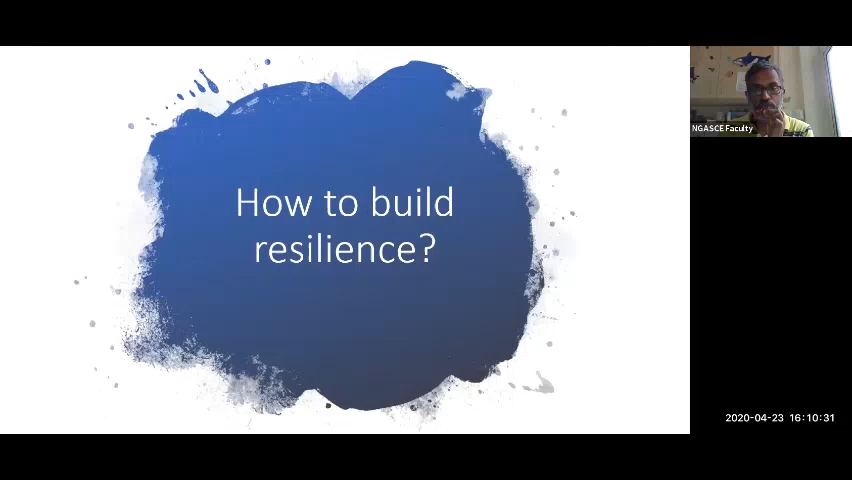 How to build
resilience?
NGASCE Faculty
2020-04-23 16:10:31